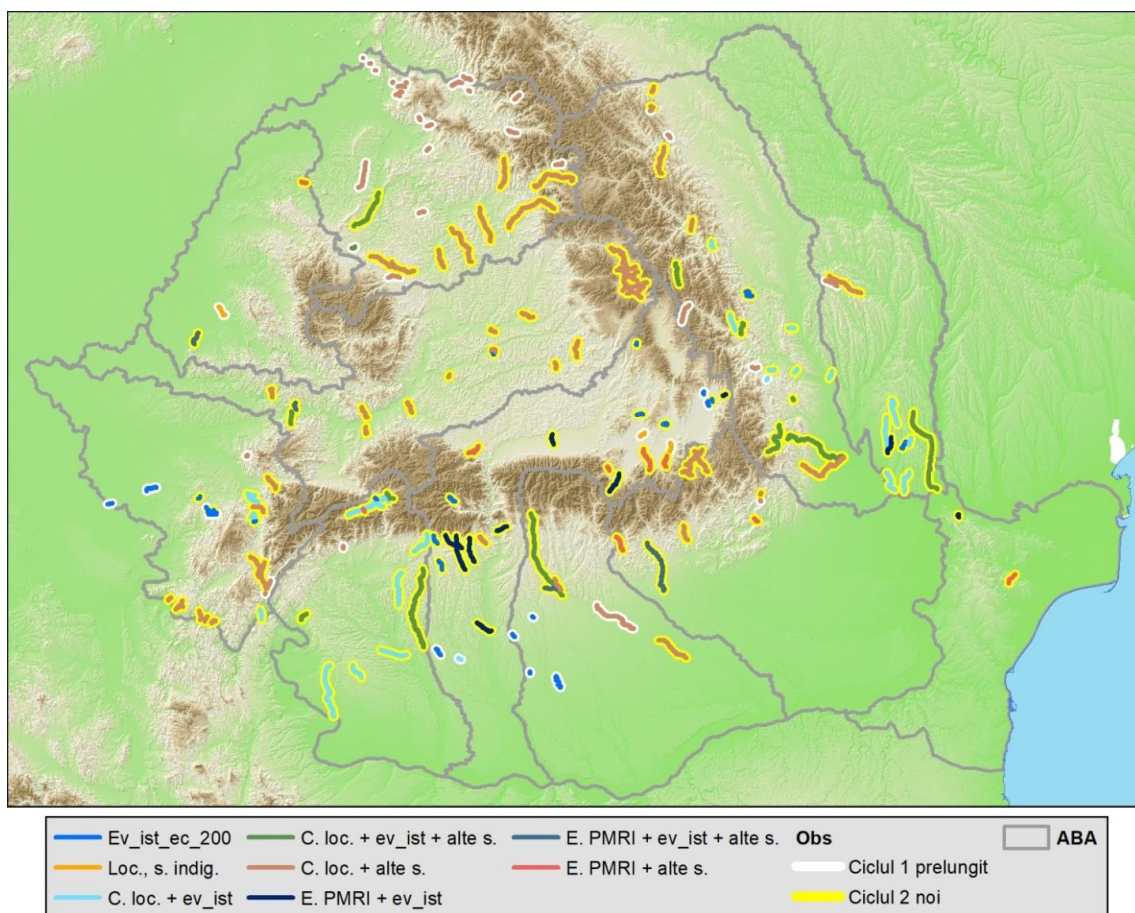 Ev_ist_ec_200
C. loc. + ev_ist + alte s.
E. PMRI + ev_ist + alte s.
Obs
ABA
Loc., s. indig.
C. loc. + alte s.
E. PMRI + alte s.
Ciclul 1 prelungit
C. loc. + ev_ist
E. PMRI + ev_ist
Ciclul 2 noi